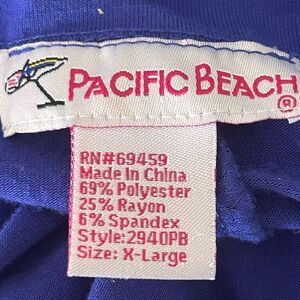 PACIFIC BEACH
®
RN#69459
Made In China
69% Polyester
25% Rayon
6% Spandex
Style:2940PB
Size: X-Large